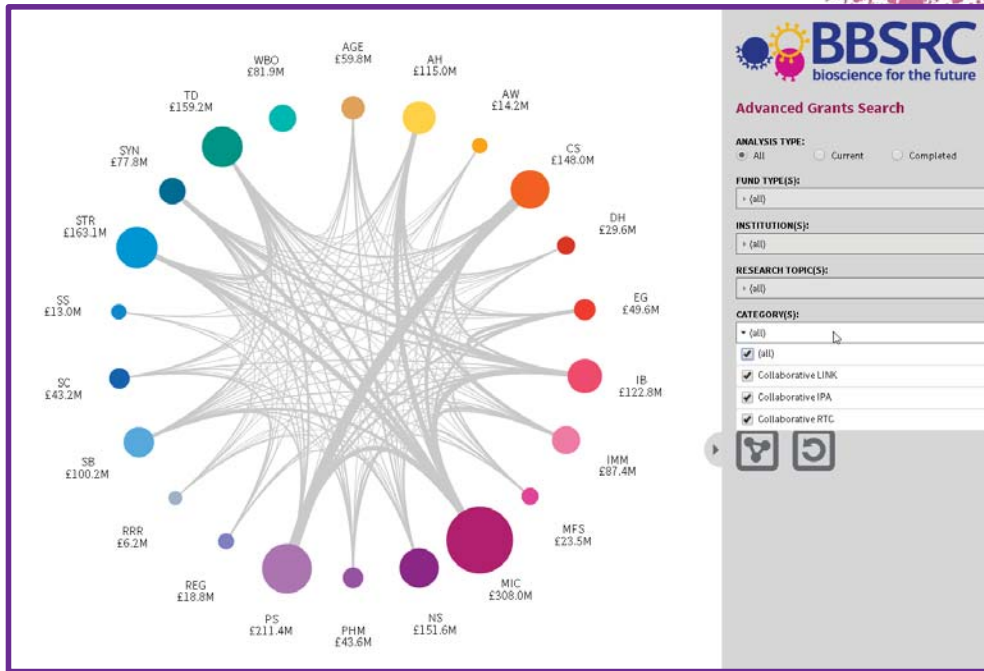 AGE
£59.8M
AH
£115.0M
AW
£14.2M
CS
£148.0M
DH
£29.6M
EG
£49.6M
IB
£122.8M
IMM
£87.4M
MFS
£23.5M
MIC
£308.0M
NS
£151.6M
PHM
£43.6M
PS
£211.4M
REG
£18.8M
RRR
£6.2M
SB
£100.2M
SC
£43.2M
SS
£13.0M
STR
£163.1M
SYN
£77.8M
TD
£159.2M
WBO
£81.9M
BBSRC
bioscience for the future
Advanced Grants Search
ANALYSIS TYPE:
All Current Completed
FUND TYPE(S):
(all)
INSTITUTION(S):
(all)
RESEARCH TOPIC(S):
(all)
CATEGORY(S):
(all)
(all)
Collaborative LINK
Collaborative IPA
Collaborative RTC